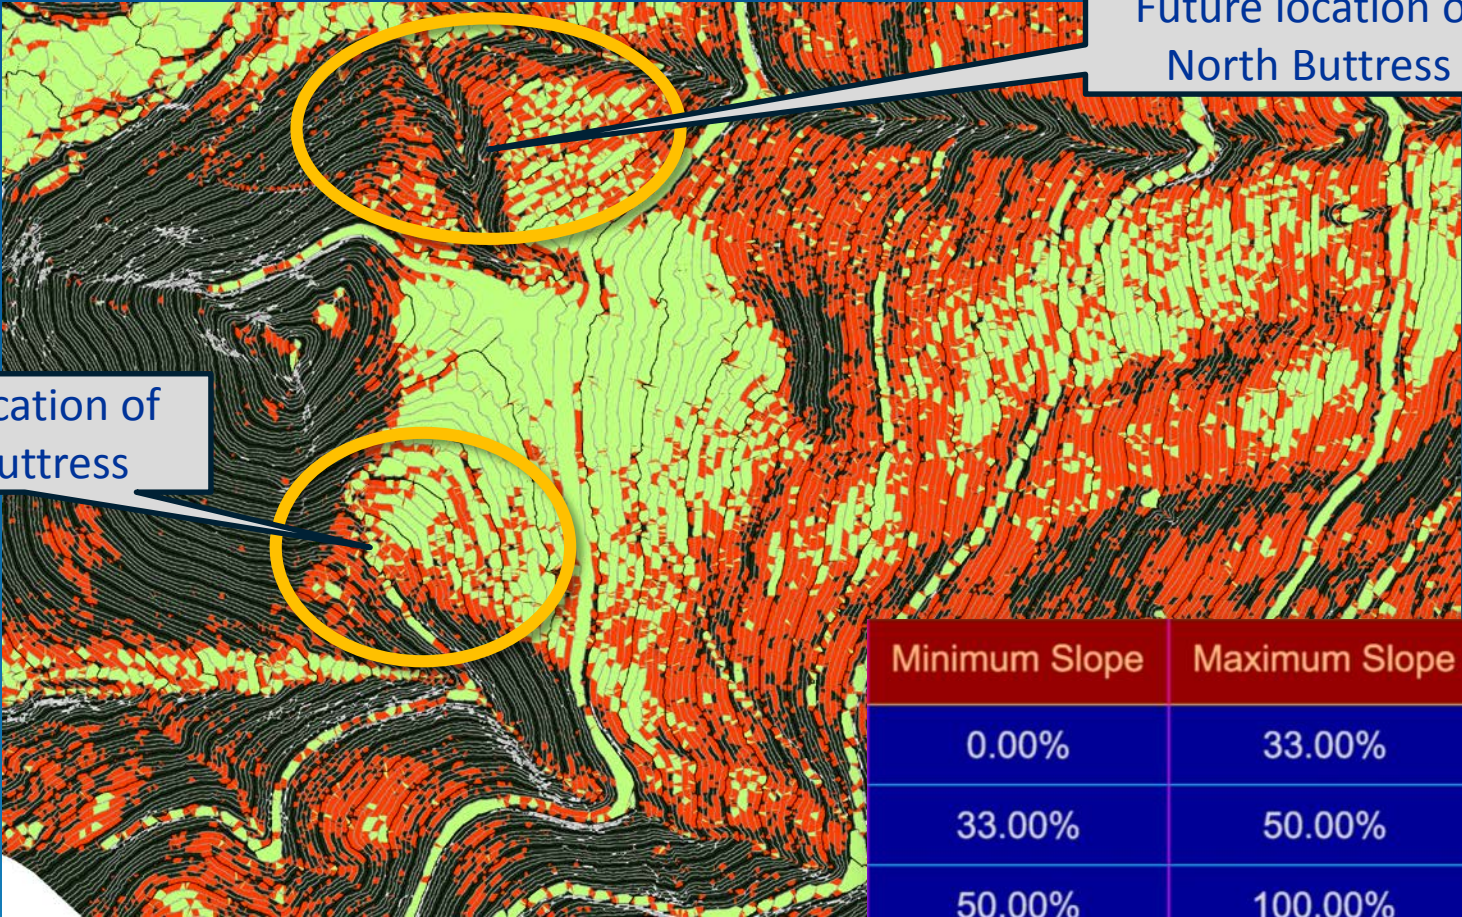 Future location o
North Buttress
cation of
uttress
Minimum Slope Maximum Slope
0.00% 33.00%
33.00% 50.00%
50.00% 100.00%